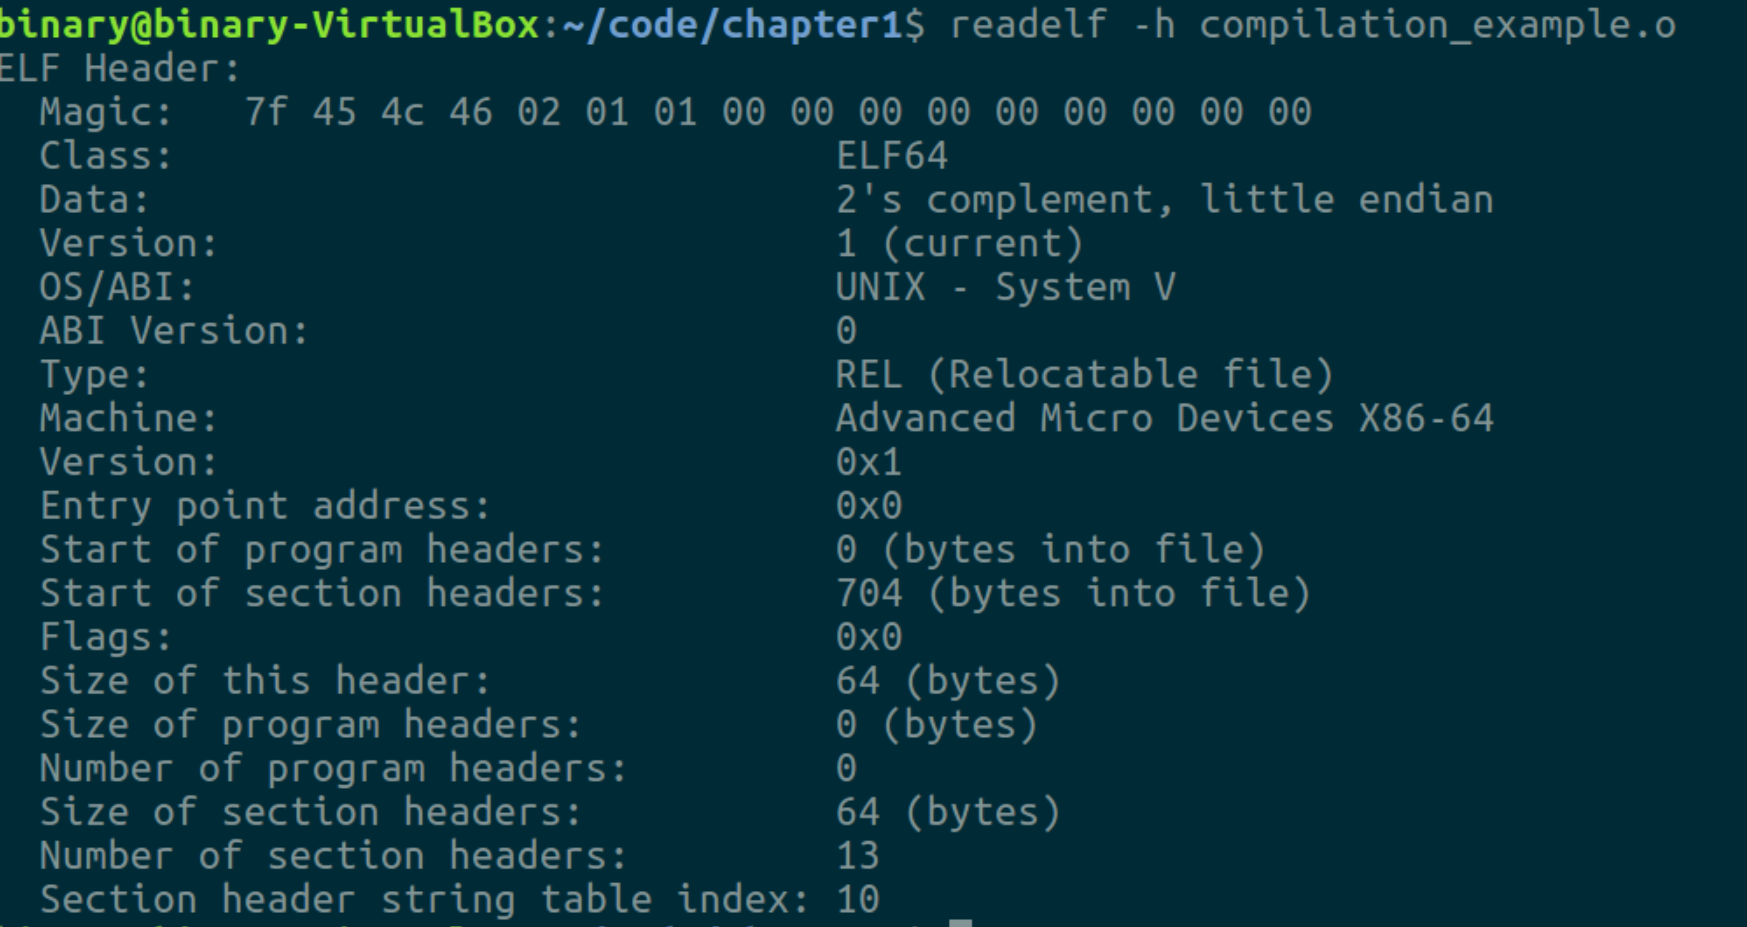 binary@binary-VirtualBox:~/code/chapter1$ readelf -h compilation_example.o
ELF Header:
  Magic:   7f 45 4c 46 02 01 01 00 00 00 00 00 00 00 00 00
  Class:                             ELF64
  Data:                              2's complement, little endian
  Version:                           1 (current)
  OS/ABI:                            UNIX - System V
  ABI Version:                       0
  Type:                              REL (Relocatable file)
  Machine:                           Advanced Micro Devices X86-64
  Version:                           0x1
  Entry point address:               0x0
  Start of program headers:          0 (bytes into file)
  Start of section headers:          704 (bytes into file)
  Flags:                             0x0
  Size of this header:               64 (bytes)
  Size of program headers:           0 (bytes)
  Number of program headers:         0
  Size of section headers:           64 (bytes)
  Number of section headers:         13
  Section header string table index: 10